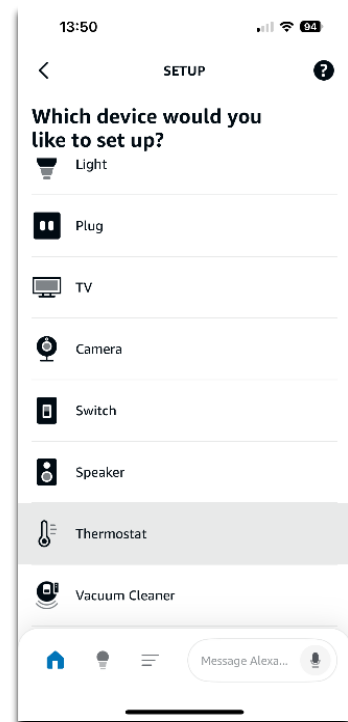 13:50
94
SETUP
?
Which device would you
like to set up?
Light
Plug
TV
Camera
Switch
Speaker
Thermostat
Vacuum Cleaner
Message Alexa...